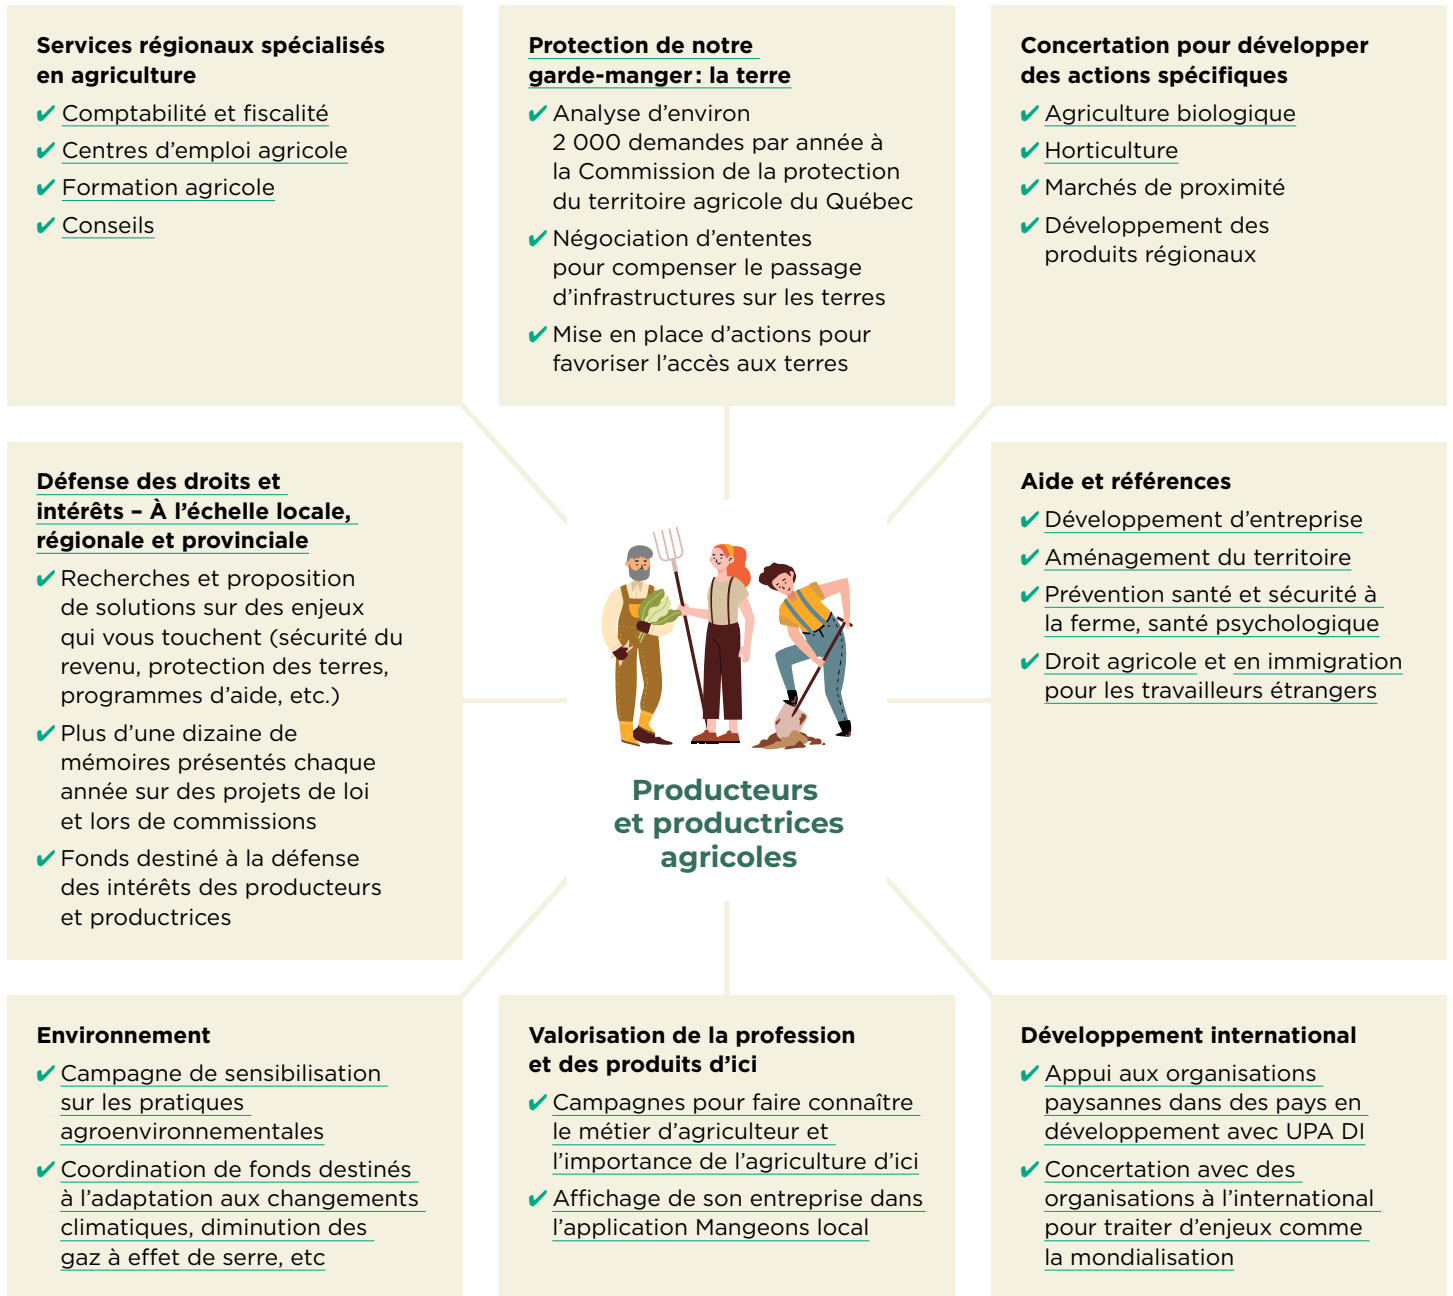 Services régionaux spécialisés
en agriculture
✔ Comptabilité et fiscalité
✔ Centres d’emploi agricole
✔ Formation agricole
✔ Conseils
Protection de notre
garde-manger : la terre
✔ Analyse d’environ
2 000 demandes par année à
la Commission de la protection
du territoire agricole du Québec
✔ Négociation d’ententes
pour compenser le passage
d’infrastructures sur les terres
✔ Mise en place d’actions pour
favoriser l’accès aux terres
Concertation pour développer
des actions spécifiques
✔ Agriculture biologique
✔ Horticulture
✔ Marchés de proximité
✔ Développement des
produits régionaux
Défense des droits et
intérêts – À l’échelle locale,
régionale et provinciale
✔ Recherches et proposition
de solutions sur des enjeux
qui vous touchent (sécurité du
revenu, protection des terres,
programmes d’aide, etc.)
✔ Plus d’une dizaine de
mémoires présentés chaque
année sur des projets de loi
et lors de commissions
✔ Fonds destiné à la défense
des intérêts des producteurs
et productrices
Producteurs
et productrices
agricoles
Aide et références
✔ Développement d’entreprise
✔ Aménagement du territoire
✔ Prévention santé et sécurité à
la ferme, santé psychologique
✔ Droit agricole et en immigration
pour les travailleurs étrangers
Environnement
✔ Campagne de sensibilisation
sur les pratiques
agroenvironnementales
✔ Coordination de fonds destinés
à l’adaptation aux changements
climatiques, diminution des
gaz à effet de serre, etc
Valorisation de la profession
et des produits d’ici
✔ Campagnes pour faire connaître
le métier d’agriculteur et
l’importance de l’agriculture d’ici
✔ Affichage de son entreprise dans
l’application Mangeons local
Développement international
✔ Appui aux organisations
paysannes dans des pays en
développement avec UPA DI
✔ Concertation avec des
organisations à l’international
pour traiter d’enjeux comme
la mondialisation